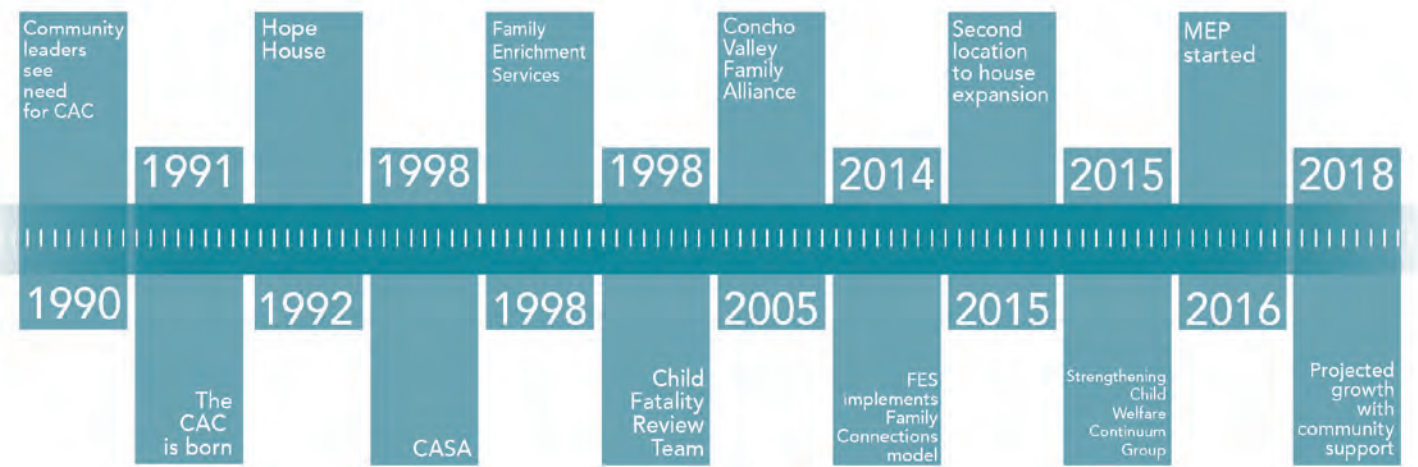 Community
leaders
see
need
for CAC
1990
1991
The
CAC
is born
Hope
House
1992
1998
CASA
Family
Enrichment
Services
1998
1998
Child
Fatality
Review
Team
Concho
Valley
Family
Alliance
2005
2014
FES
implements
Family
Connections
model
Second
location
to house
expansion
2015
2015
Strengthening
Child
Welfare
Continuum
Group
MEP
started
2016
2018
Projected
growth
with
community
support